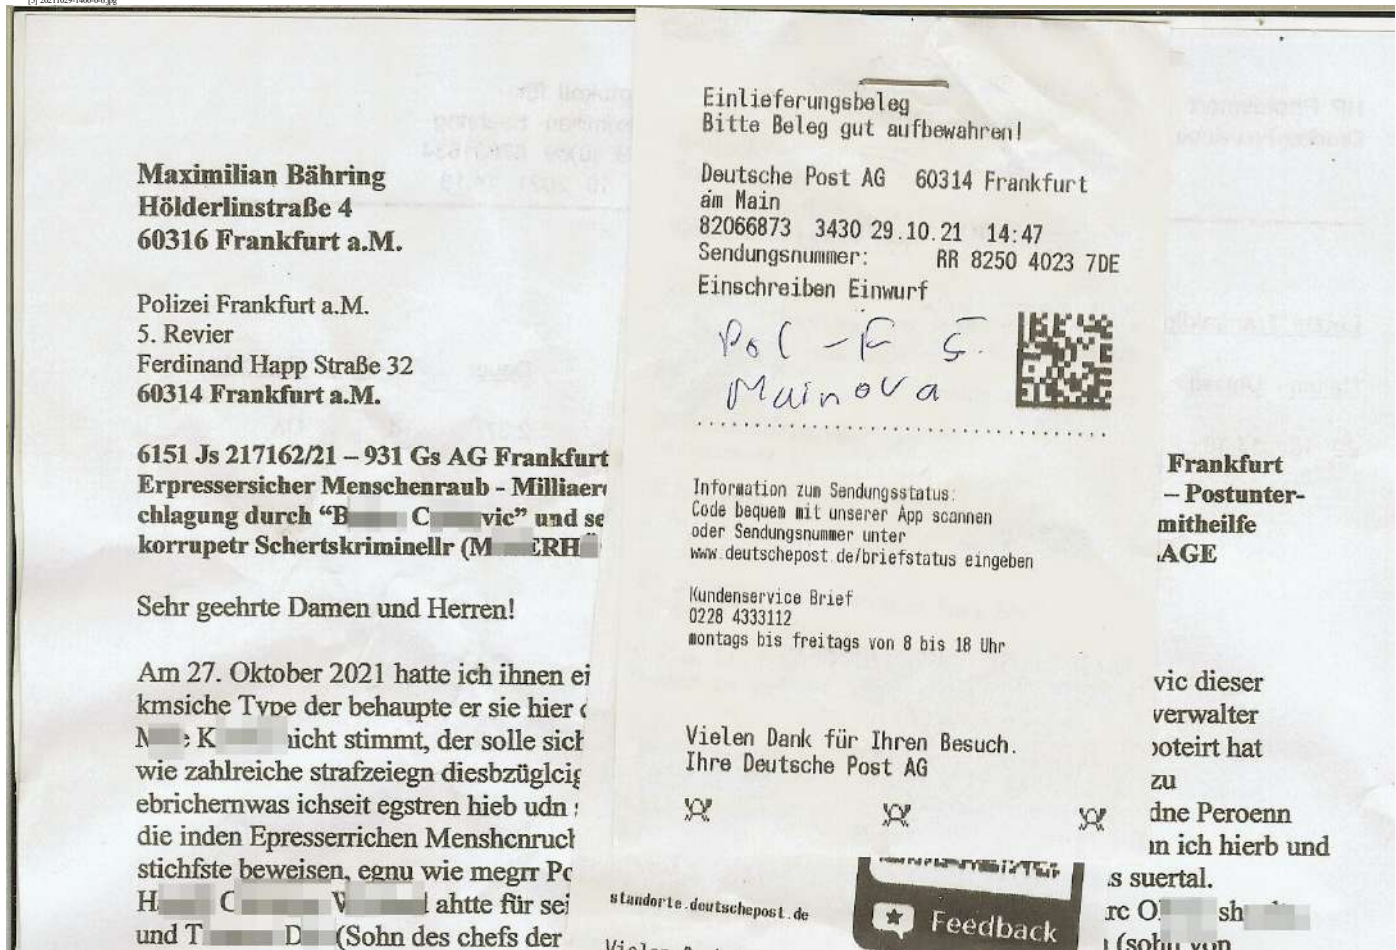 Maximilian Bähring
Hölderlinstraße 4
60316 Frankfurt a.M.
Polizei Frankfurt a.M.
5. Revier
Ferdinand Happ Straße 32
60314 Frankfurt a.M.
6151 Js 217162/21 – 931 Gs AG Frankfurt
Erpressersicher Menschenraub - Milliaer
chlagung durch “B C vic” und se
korrupetr Schertskriminellr (M ERH
Sehr geehrte Damen und Herren!
Am 27. Oktober 2021 hatte ich ihnen ei
kmsiche Type der behaupte er sie hier
K nicht stimmt, der solle sich
wie zahlreiche strafzeiegn diesbzüglcig
ebrichernwas ichseit egstren hieb udn
die inden Epresserrichen Menshcnruch
stichfste beweisen, egnu wie megrr Po
H C V l ahtte für sei
und T D (Sohn des chefs der
Einlieferungsbeleg
Bitte Beleg gut aufbewahren!
Deutsche Post AG 60314 Frankfurt
am Main
82066873 3430 29.10.21 14:47
Sendungsnummer: RR 8250 4023 7DE
Einschreiben Einwurf
Pol - F 5.
Mainova
Information zum Sendungsstatus:
Code bequem mit unserer App scannen
oder Sendungsnummer unter
www.deutschepost.de/briefstatus eingeben
Kundenservice Brief
0228 4333112
montags bis freitags von 8 bis 18 Uhr
Vielen Dank für Ihren Besuch.
Ihre Deutsche Post AG
standorte.deutschepost.de
Feedback
Frankfurt
– Postunter-
mitheilfe
AGE
vic dieser
verwalter
oteirt hat
zu
dne Peroenn
nn ich hierb und
s suertal.
rc O sh
(sohn von